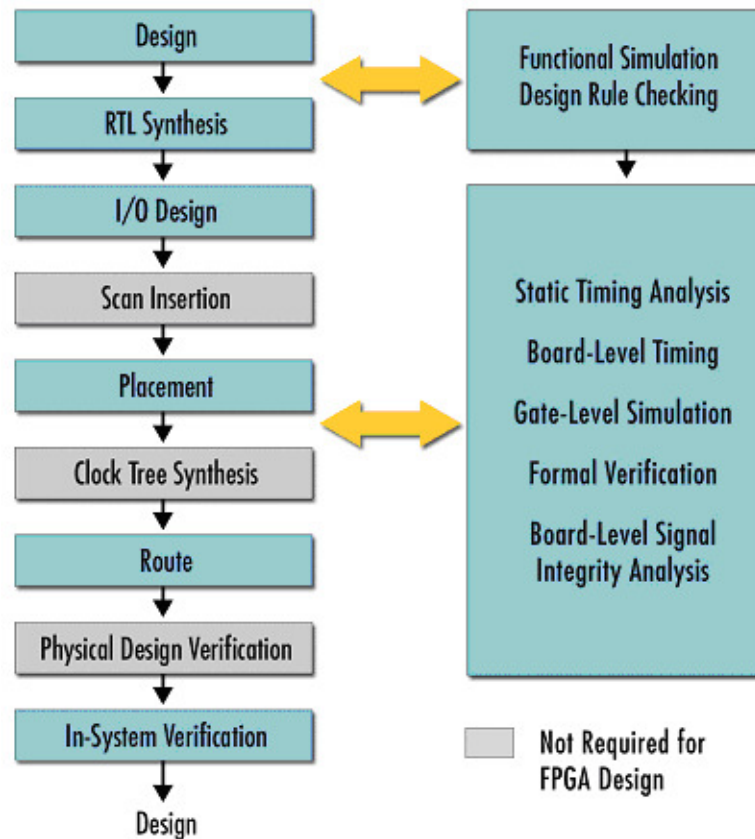 Design
RTL Synthesis
I/O Design
Scan Insertion
Placement
Clock Tree Synthesis
Route
Physical Design Verification
In-System Verification
Design
Functional Simulation
Design Rule Checking
Static Timing Analysis
Board-Level Timing
Gate-Level Simulation
Formal Verification
Board-Level Signal
Integrity Analysis
Not Required for
FPGA Design